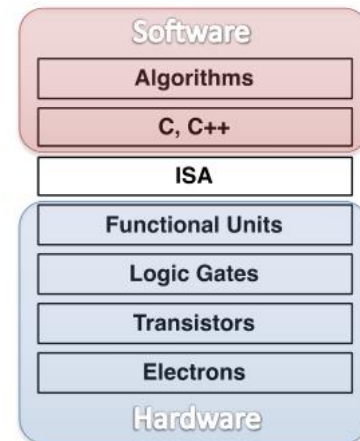 Software
Algorithms
C, C++
ISA
Functional Units
Logic Gates
Transistors
Electrons
Hardware